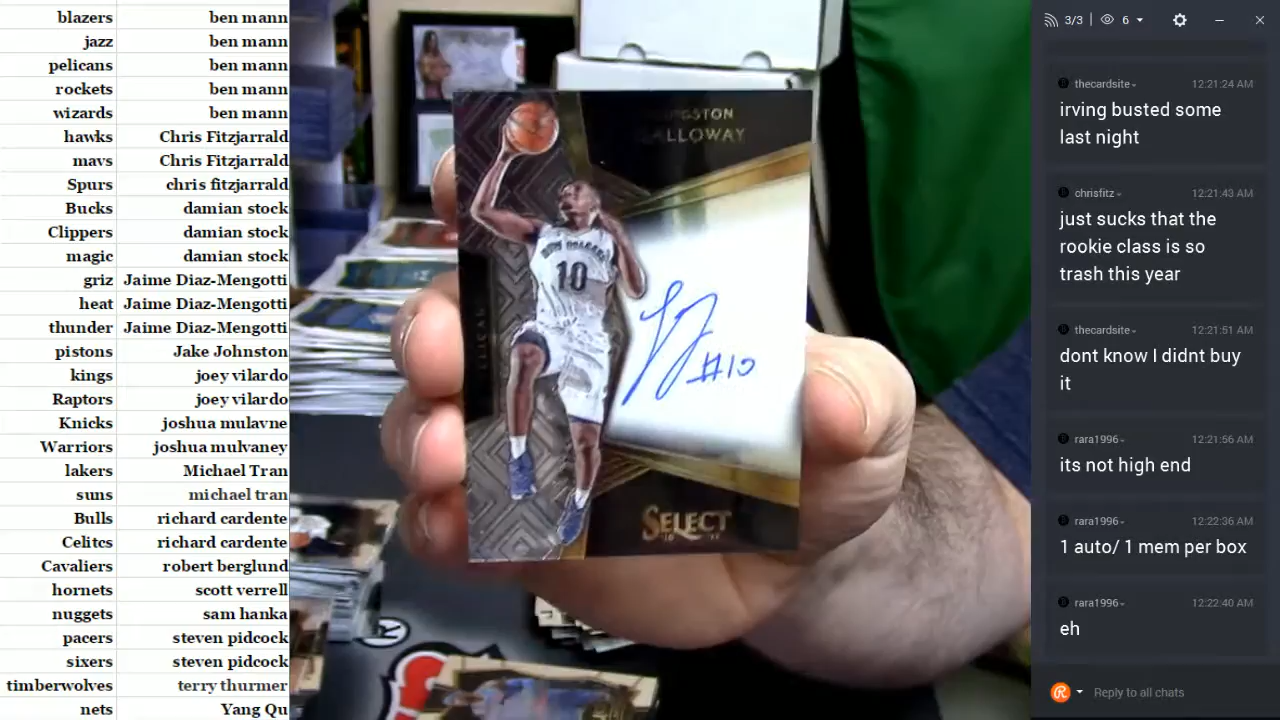 blazers ben mann
jazz ben mann
pelicans ben mann
rockets ben mann
wizards ben mann
hawks Chris Fitzjarrald
mavs Chris Fitzjarrald
Spurs chris fitzjarrald
Bucks damian stock
Clippers damian stock
magic damian stock
griz Jaime Diaz-Mengotti
heat Jaime Diaz-Mengotti
thunder Jaime Diaz-Mengotti
pistons Jake Johnston
kings joey vilardo
Raptors joey vilardo
Knicks joshua mulavne
Warriors joshua mulvaney
lakers Michael Tran
suns michael tran
Bulls richard cardente
Celitcs richard cardente
Cavaliers robert berglund
hornets scott verrell
nuggets sam hanka
pacers steven pidcock
sixers steven pidcock
timberwolves terry thurmer
nets Yang Qu
NEW ORLEANS
10
#10
SELECT
R
3/3 6
thecardsite 12:21:24 AM
irving busted some
last night
chrisfitz 12:21:43 AM
just sucks that the
rookie class is so
trash this year
thecardsite 12:21:51 AM
dont know I didnt buy
it
rara1996 12:21:56 AM
its not high end
rara1996 12:22:36 AM
1 auto/ 1 mem per box
rara1996 12:22:40 AM
eh
Reply to all chats